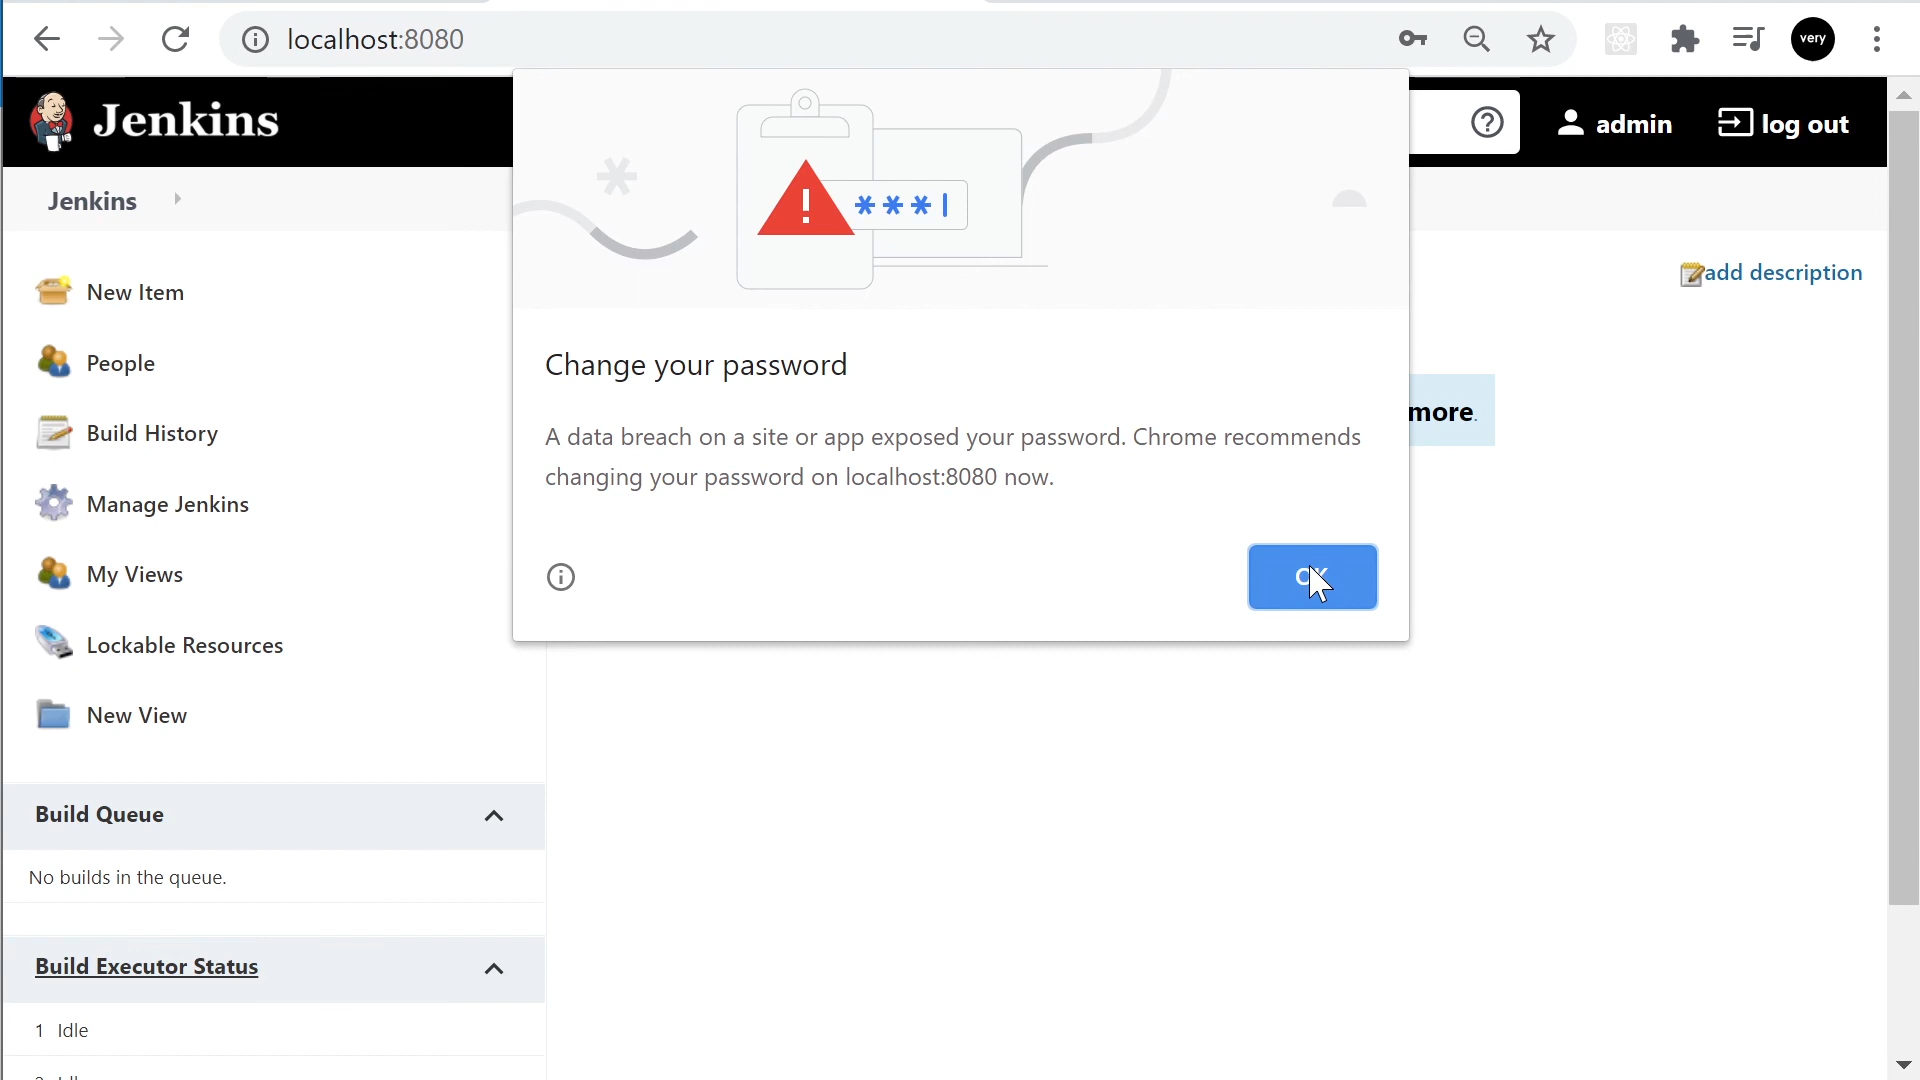 localhost:8080
very
Jenkins
admin
log out
Jenkins
add description
New Item
People
Build History
Manage Jenkins
My Views
Lockable Resources
New View
Change your password
A data breach on a site or app exposed your password. Chrome recommends
changing your password on localhost:8080 now.
OK
more.
Build Queue
No builds in the queue.
Build Executor Status
1 Idle